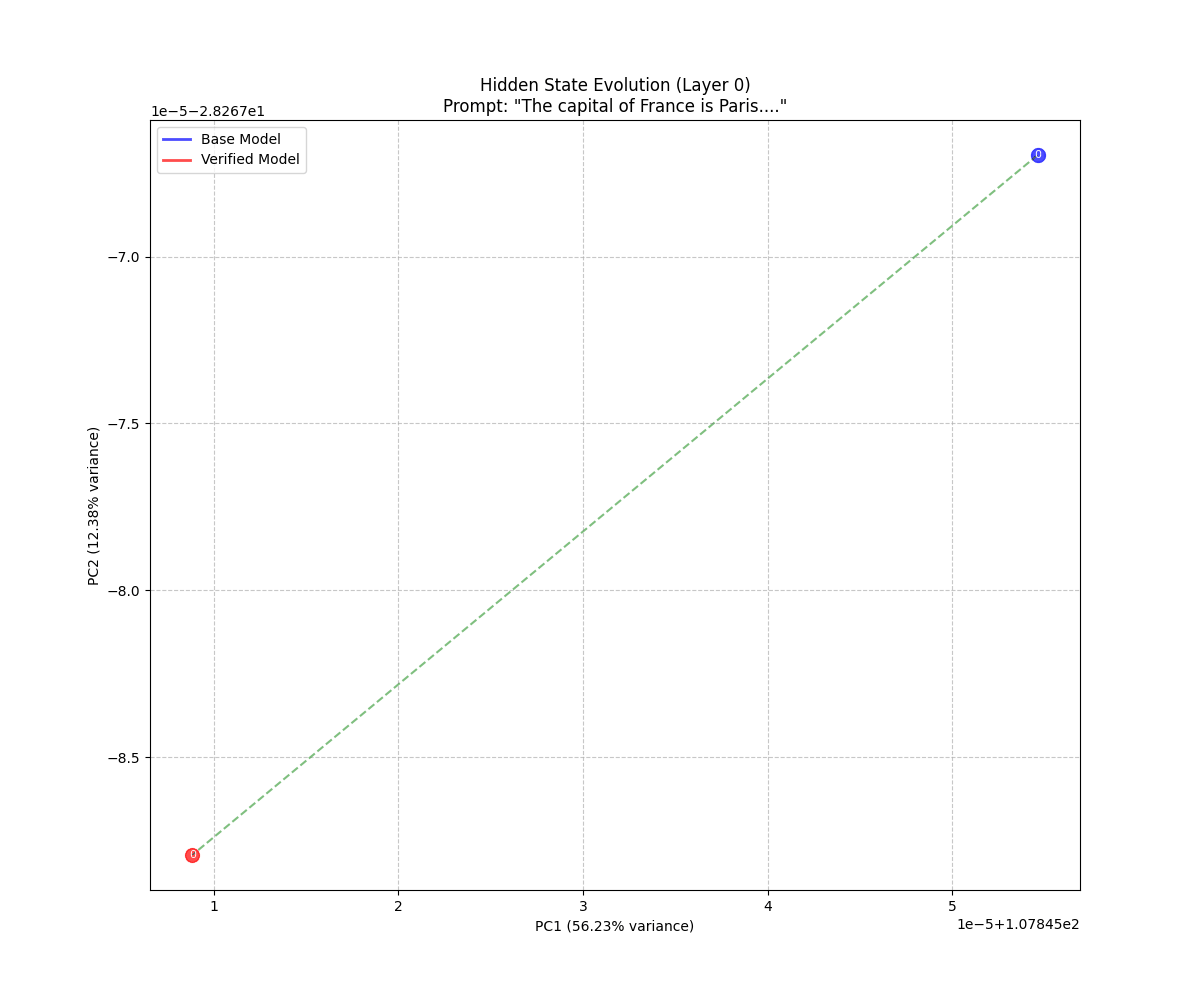 Hidden State Evolution (Layer 0)
Prompt: "The capital of France is Paris...."
1e−5−2.8267e1
Base Model
Verified Model
0
−7.0
−7.5
−8.0
−8.5
PC2 (12.38% variance)
0
1 2 3 4 5
PC1 (56.23% variance)
1e−5+1.07845e2